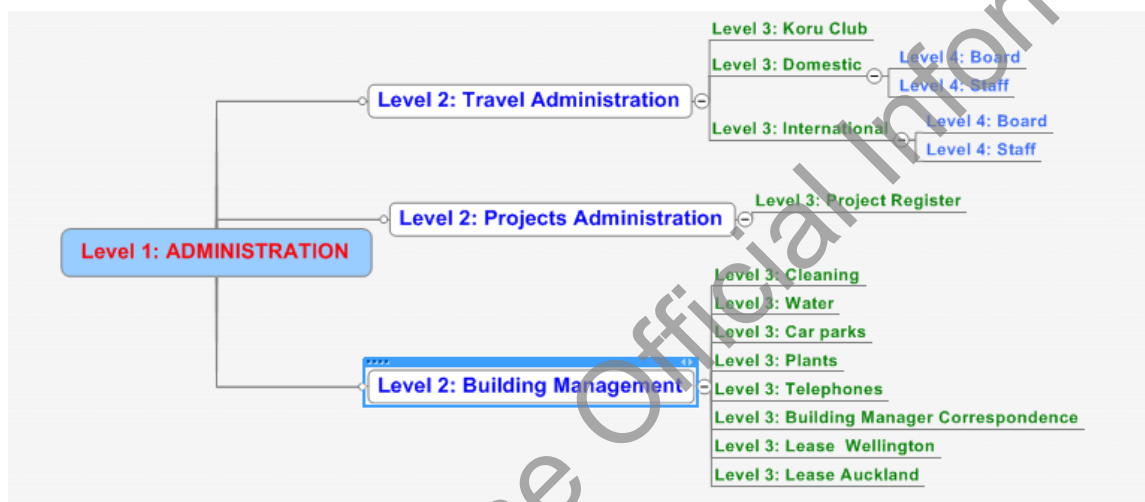 Level 3: Koru Club
Level 3: Domestic
Level 4: Board
Level 4: Staff
Level 2: Travel Administration
Level 3: International
Level 4: Board
Level 4: Staff
Level 2: Projects Administration
Level 3: Project Register
Level 1: ADMINISTRATION
Level 3: Cleaning
Level 3: Water
Level 3: Car parks
Level 3: Plants
Level 2: Building Management
Level 3: Telephones
Level 3: Building Manager Correspondence
Level 3: Lease Wellington
Level 3: Lease Auckland
Official Infor